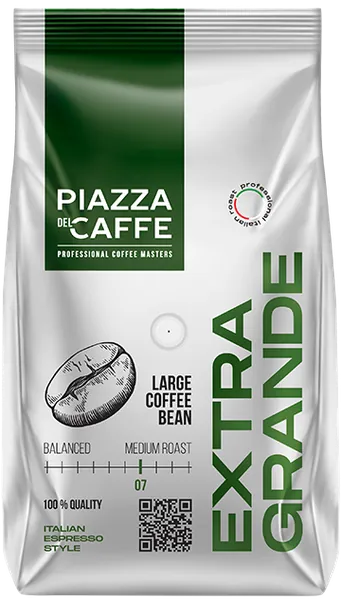 PIAZZA
DEL CAFFE
PROFESSIONAL COFFEE MASTERS
professional italian roast
EXTRA
GRANDE
LARGE
COFFEE
BEAN
BALANCED MEDIUM ROAST
07
100 % QUALITY
ITALIAN
ESPRESSO
STYLE